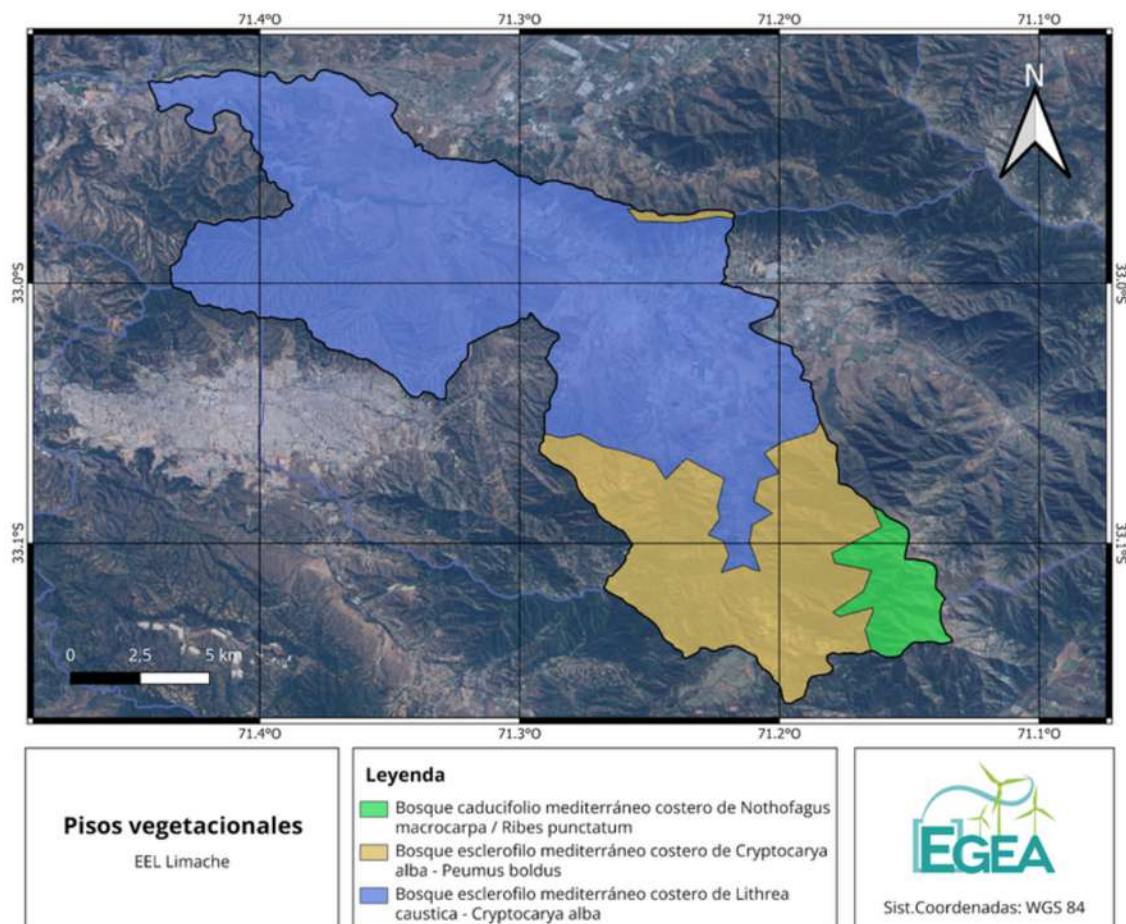 71.4°O 71.3°O 71.2°O 71.1°O
N
33.0°S 33.0°S
33.1°S 33.1°S
0 2,5 5 km
71.4°O 71.3°O 71.2°O 71.1°O
Pisos vegetacionales
EEL Limache
Leyenda
Bosque caducifolio mediterráneo costero de Nothofagus
macrocarpa / Ribes punctatum
Bosque esclerofilo mediterráneo costero de Cryptocarya
alba - Peumus boldus
Bosque esclerofilo mediterráneo costero de Lithrea
caustica - Cryptocarya alba
EGEA
Sist.Coordenadas: WGS 84